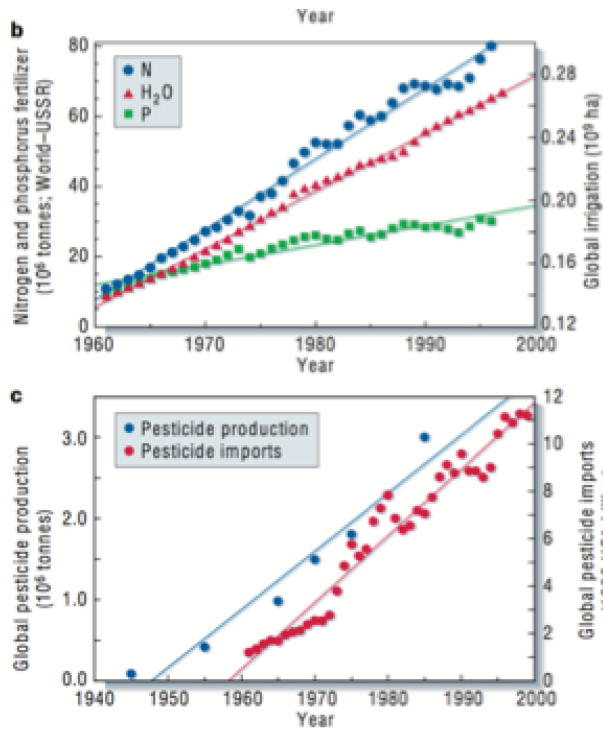 Year
b
Nitrogen and phosphorus fertilizer
(10⁶ tonnes; World–USSR)
80
60
40
20
0
N
H₂O
P
0.28
0.24
0.20
0.16
0.12
Global irrigation (10⁹ ha)
1960
1970
1980
1990
2000
Year
c
Global pesticide production
(10⁶ tonnes)
3.0
2.0
1.0
0.0
Pesticide production
Pesticide imports
12
10
8
6
4
2
0
Global pesticide imports
1940
1950
1960
1970
1980
1990
2000
Year